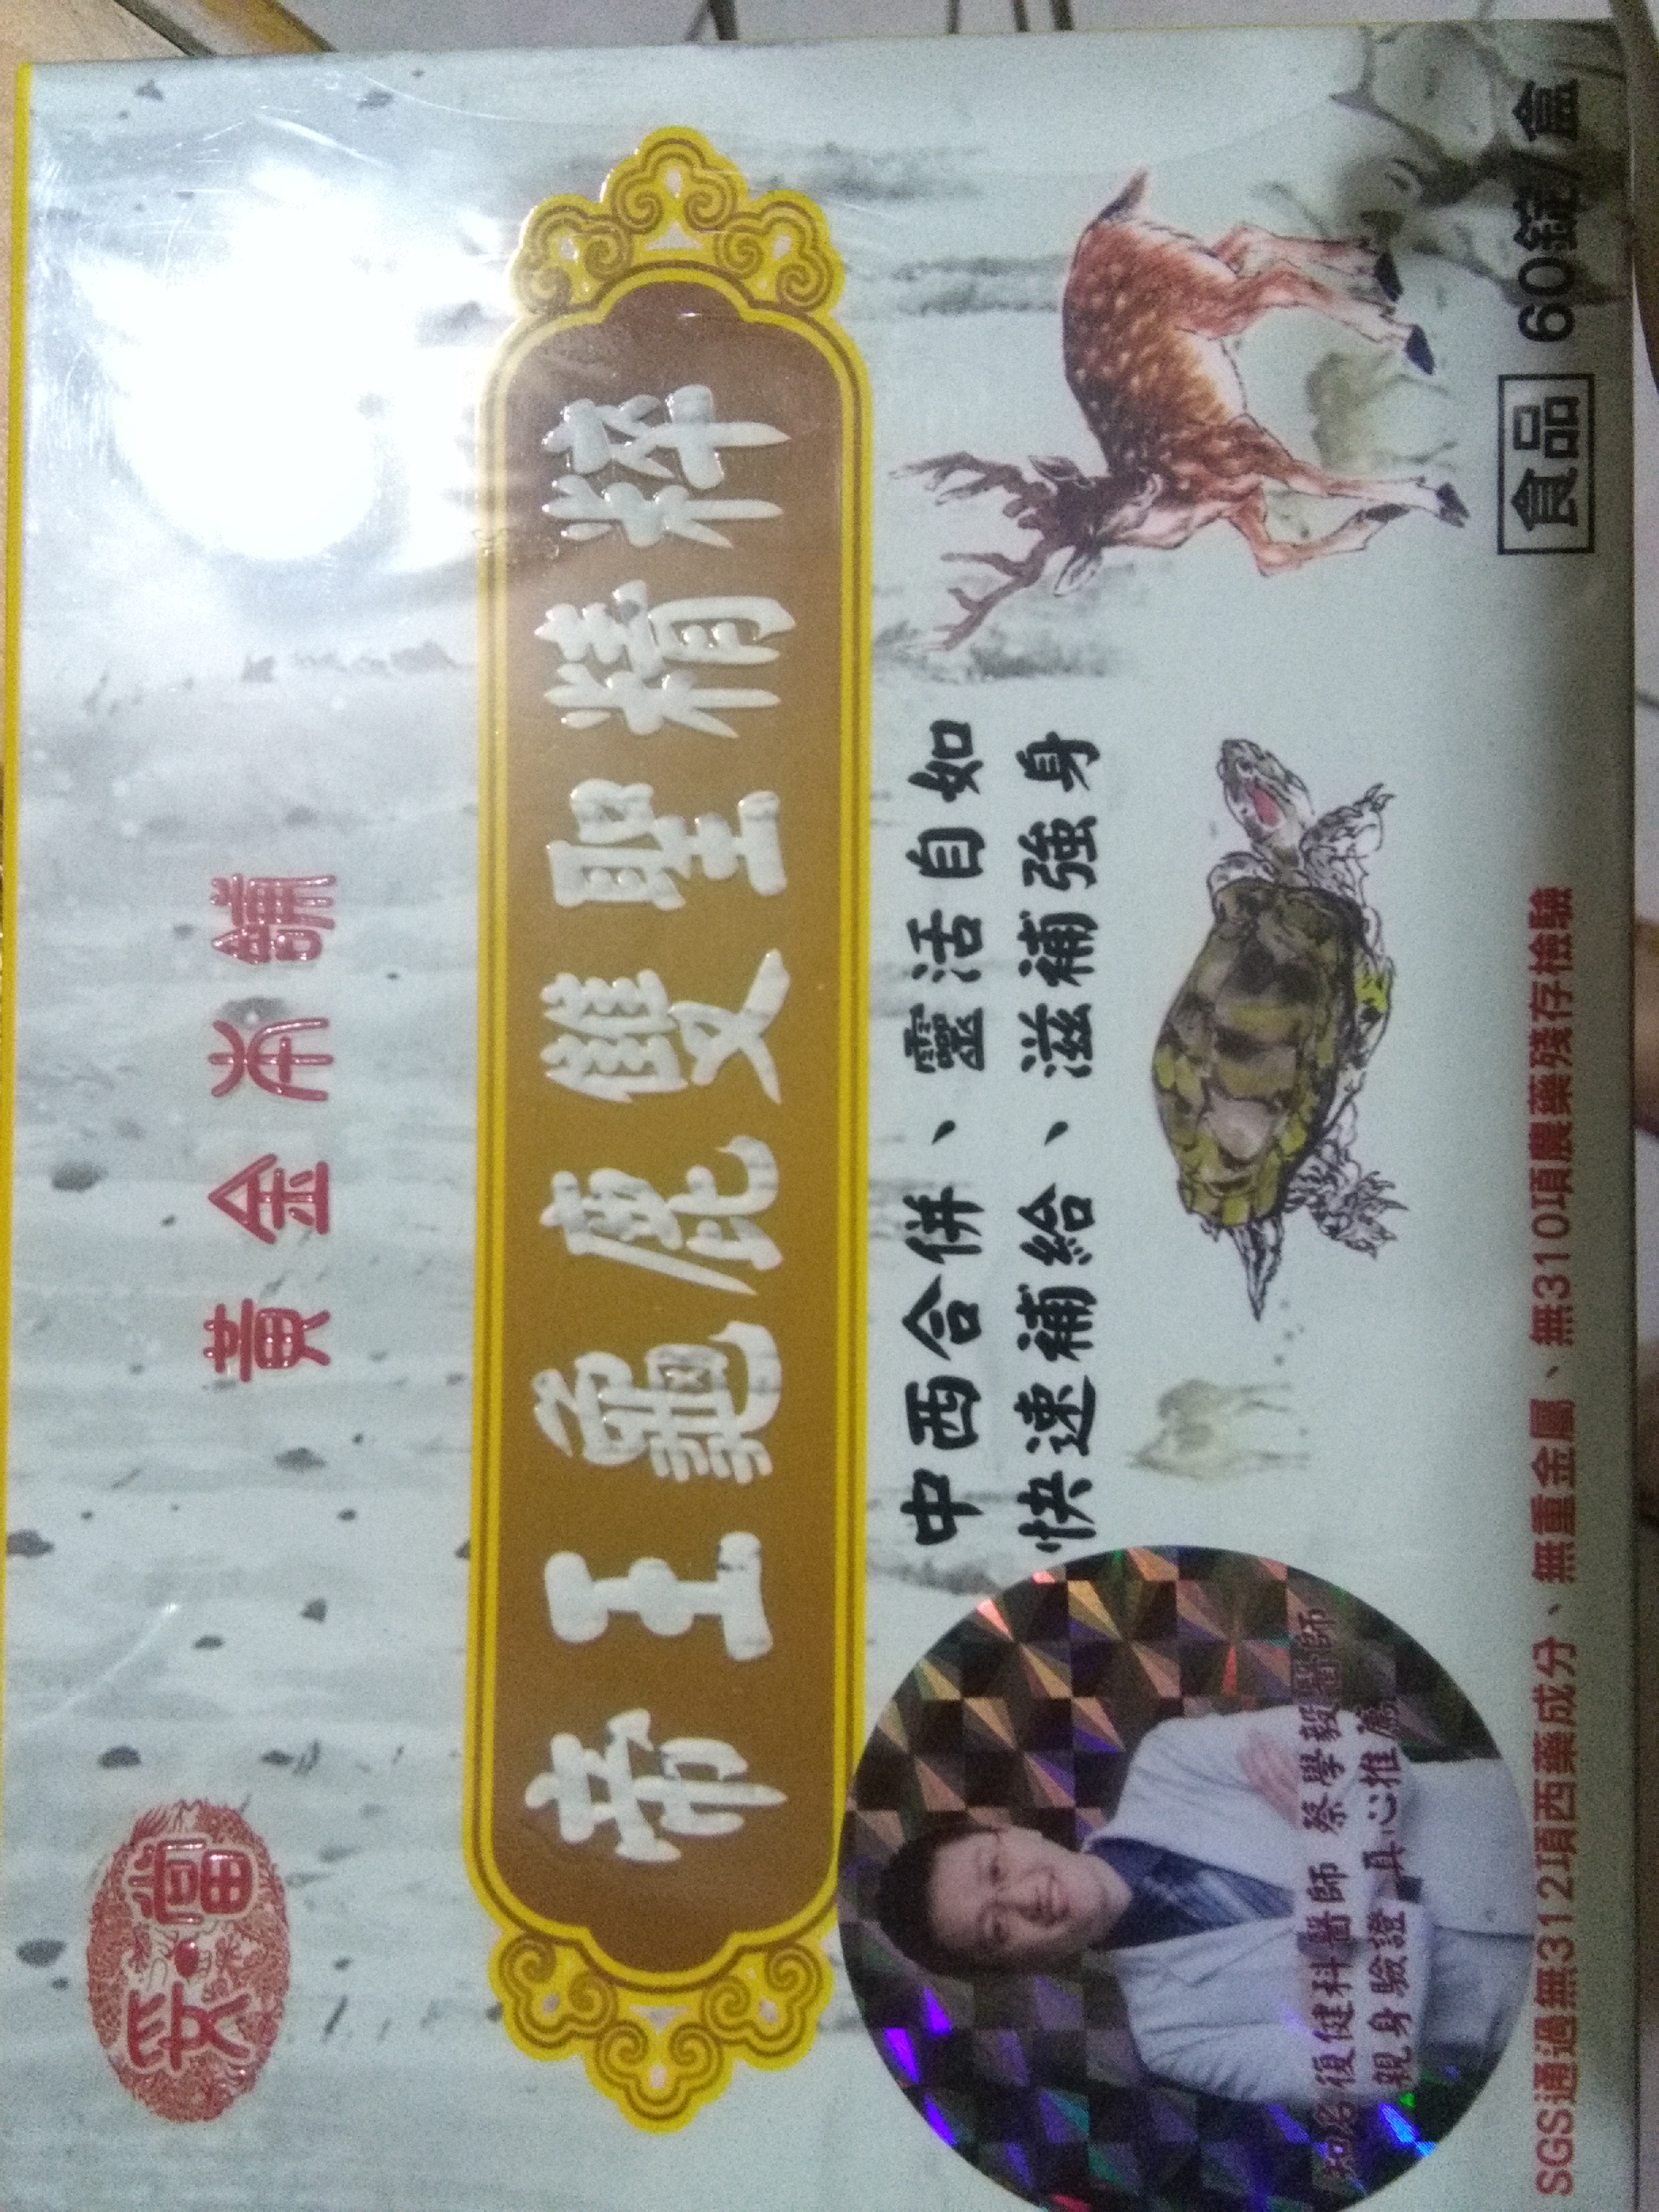 妥當
黃金本舖
帝王龜鹿雙聖精粹
中西合併、靈活自如
快速補給、滋補強身
知名復健科醫師 蔡學毅醫師
親身驗證 真心推薦
SGS通過無312項西藥成分、無重金屬、無310項農藥殘存檢驗
食品 60錠/盒